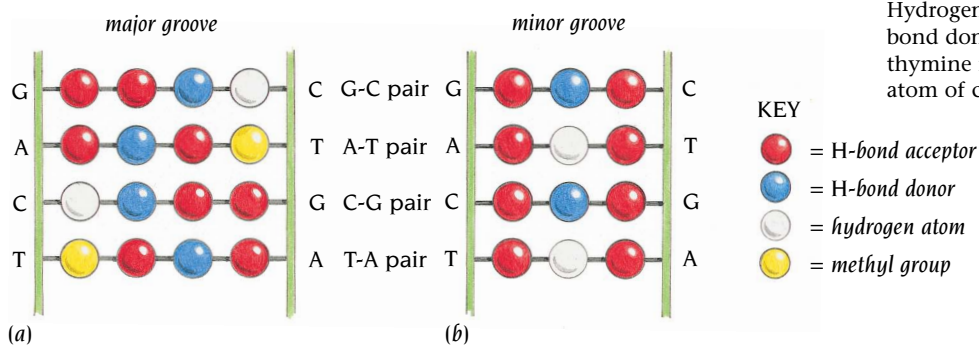 major groove
minor groove
Hydrogen
bond don
thymine
atom of c
G C G-C pair G C
A T A-T pair A T
C G C-G pair C G
T A T-A pair T A
KEY
= H-bond acceptor
= H-bond donor
= hydrogen atom
= methyl group
(a)
(b)